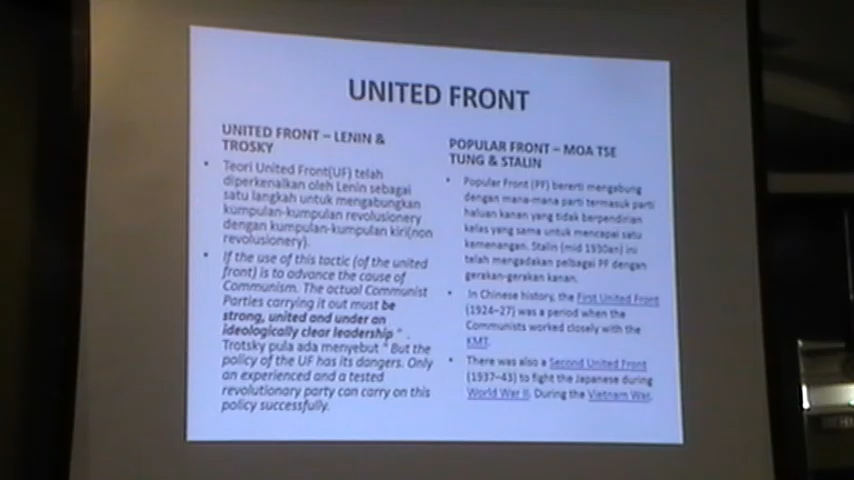 UNITED FRONT
UNITED FRONT – LENIN &
TROSKY
• Teori United Front(UF) telah
diperkenalkan oleh Lenin sebagai
satu langkah untuk mengabungkan
kumpulan-kumpulan revolusionery
dengan kumpulan-kumpulan kiri(non
revolusionery).
• If the use of this tactic (of the united
front) is to advance the cause of
Communism. The actual Communist
Parties carrying it out must be
strong, united and under an
ideologically clear leadership " .
Trotsky pula ada menyebut " But the
policy of the UF has its dangers. Only
an experienced and a tested
revolutionary party can carry on this
policy successfully.
POPULAR FRONT – MOA TSE
TUNG & STALIN
• Popular Front (PF) bererti mengabung
dengan mana-mana parti termasuk parti
haluan kanan yang tidak berpendirian
kelas yang sama untuk mencapai satu
kemenangan. Stalin (mid 1930an) ini
telah mengadakan pelbagai PF dengan
gerakan-gerakan kanan.
• In Chinese history, the First United Front
(1924–27) was a period when the
Communists worked closely with the
KMT.
• There was also a Second United Front
(1937–43) to fight the Japanese during
World War II. During the Vietnam War,